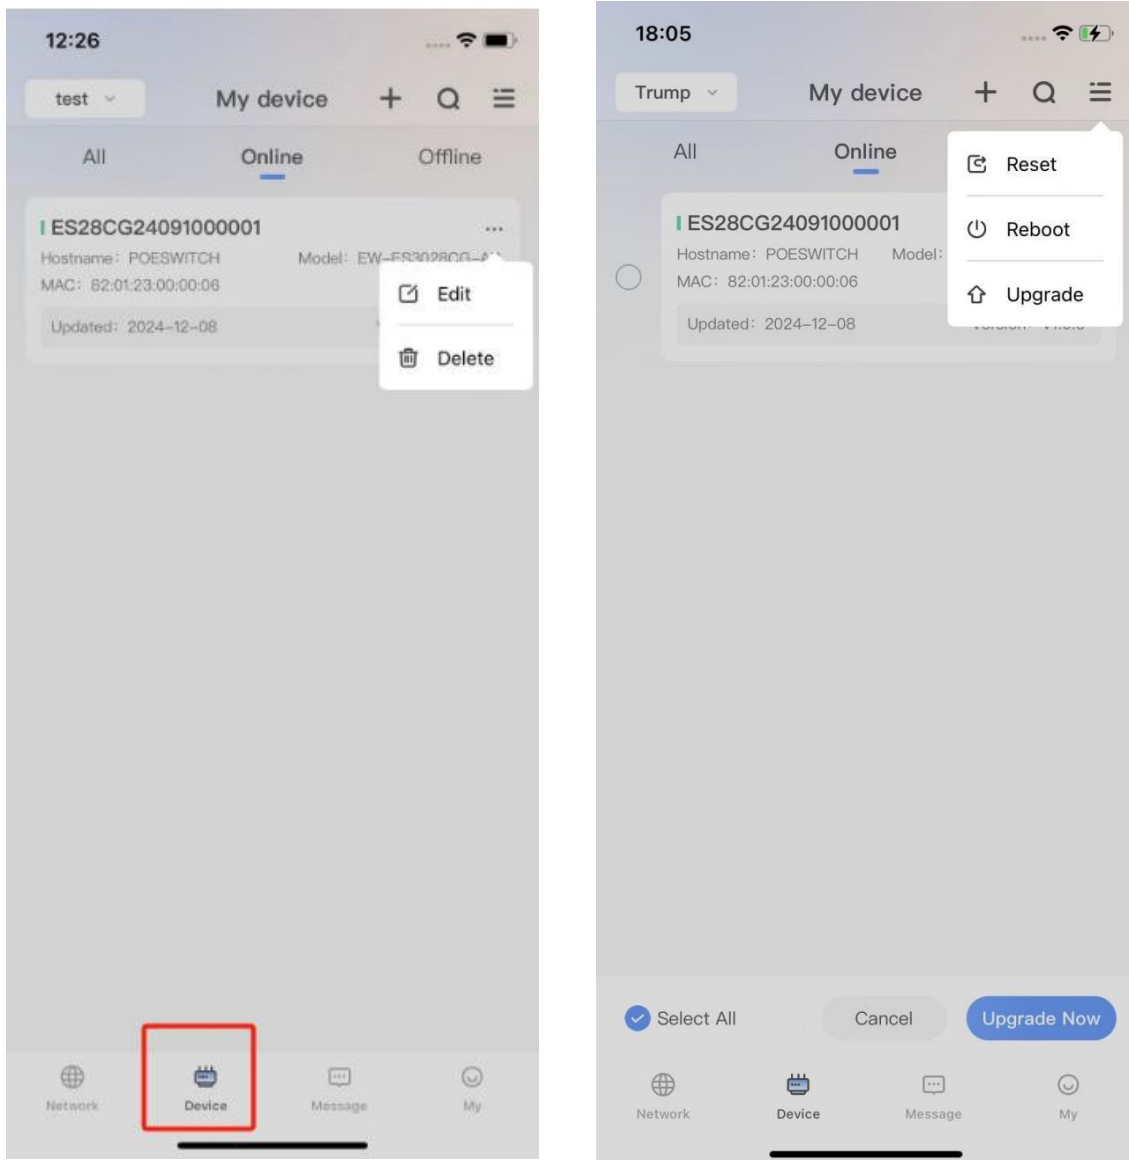 12:26
test
My device
All
Online
Offline
ES28CG24091000001
Hostname: POESWITCH
Model:
MAC: 82:01:23:00:00:06
Updated: 2024-12-08
Edit
Delete
Network
Device
Message
My
18:05
Trump
My device
All
Online
Reset
Reboot
Upgrade
ES28CG24091000001
Hostname: POESWITCH
Model:
MAC: 82:01:23:00:00:06
Updated: 2024-12-08
Select All
Cancel
Upgrade Now
Network
Device
Message
My